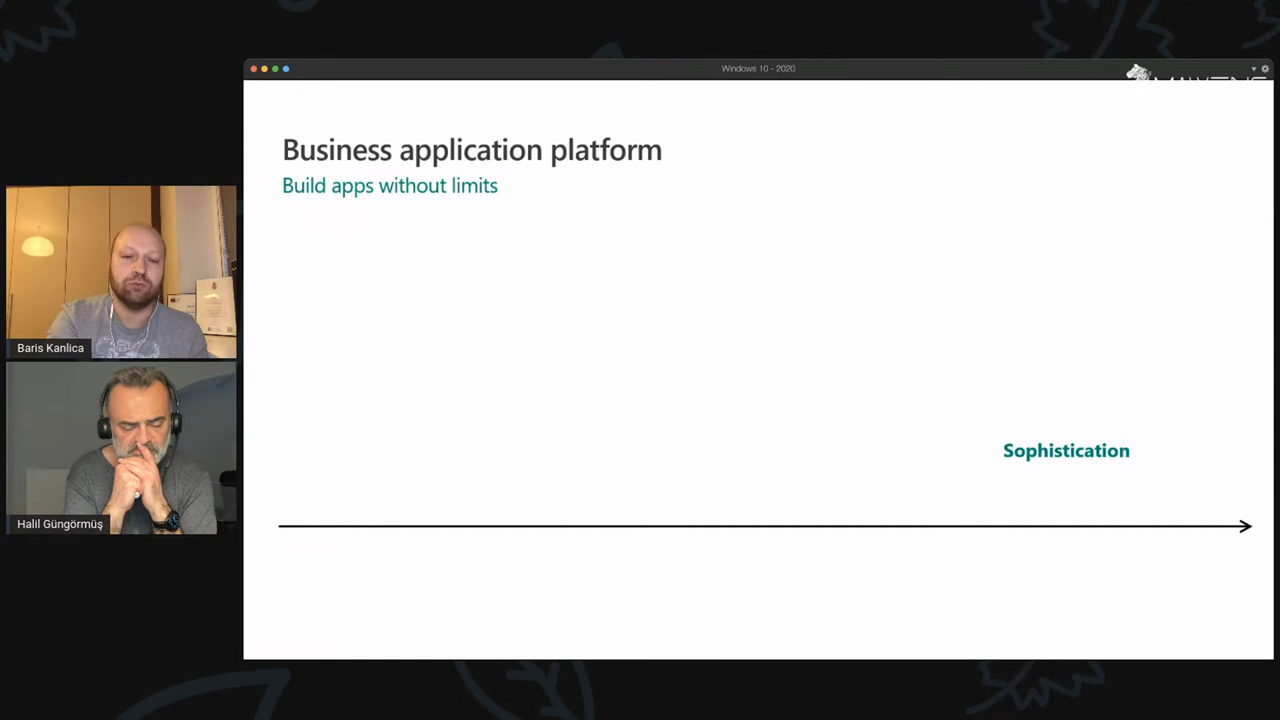 Windows 10 - 2020
Business application platform
Build apps without limits
Baris Kanlica
Sophistication
Halil Güngörmüş